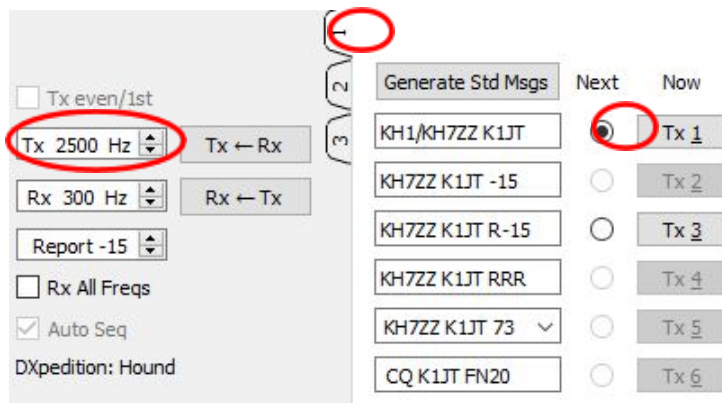 Tx even/1st
Tx 2500 Hz
Tx ← Rx
Rx 300 Hz
Rx ← Tx
Report -15
Rx All Freqs
Auto Seq
DXpedition: Hound
1
2
3
Generate Std Msgs Next Now
KH1/KH7ZZ K1JT Tx 1
KH7ZZ K1JT -15 Tx 2
KH7ZZ K1JT R-15 Tx 3
KH7ZZ K1JT RRR Tx 4
KH7ZZ K1JT 73 Tx 5
CQ K1JT FN20 Tx 6